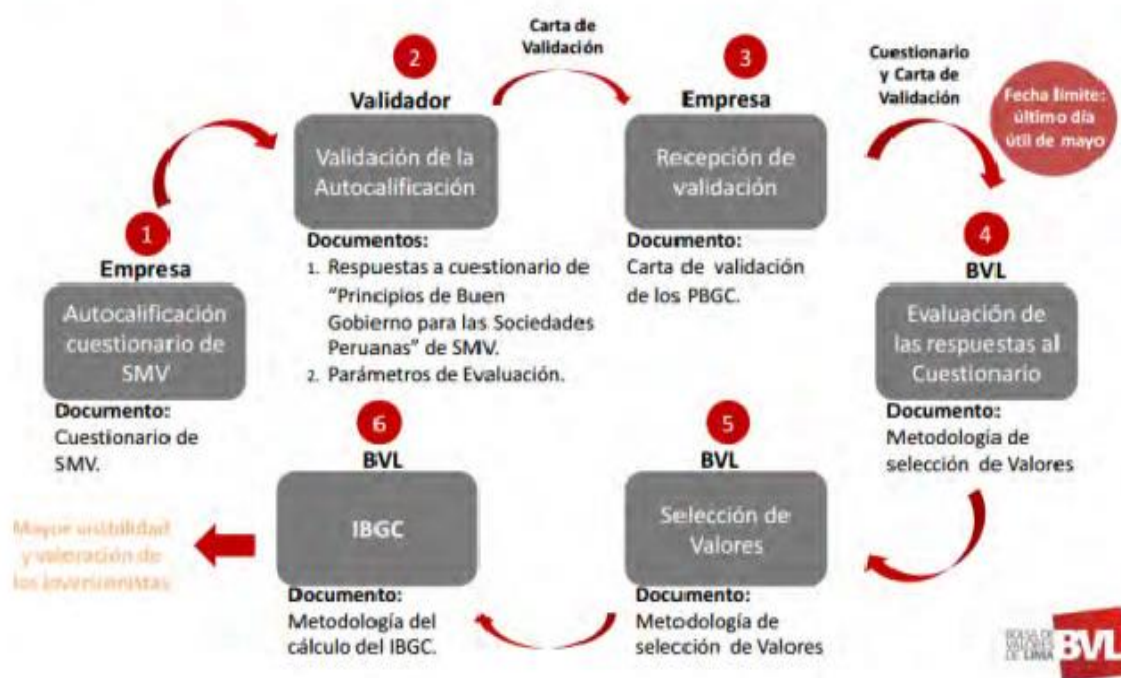 1
Empresa
Autocalificación
cuestionario de
SMV
Documento:
Cuestionario de
SMV.
2
Validador
Validación de la
Autocalificación
Documentos:
1. Respuestas a cuestionario de
“Principios de Buen
Gobierno para las Sociedades
Peruanas” de SMV.
2. Parámetros de Evaluación.
Carta de
Validación
3
Empresa
Recepción de
validación
Documento:
Carta de validación
de los PBGC.
Cuestionario
y Carta de
Validación
Fecha límite:
último día
útil de mayo
4
BVL
Evaluación de
las respuestas al
Cuestionario
Documento:
Metodología de
selección de Valores
5
BVL
Selección de
Valores
Documento:
Metodología de
selección de Valores
6
BVL
IBGC
Documento:
Metodología del
cálculo del IBGC.
Mayor visibilidad
y valoración de
los inversionistas
BOLSA DE
VALORES
DE LIMA
BVL